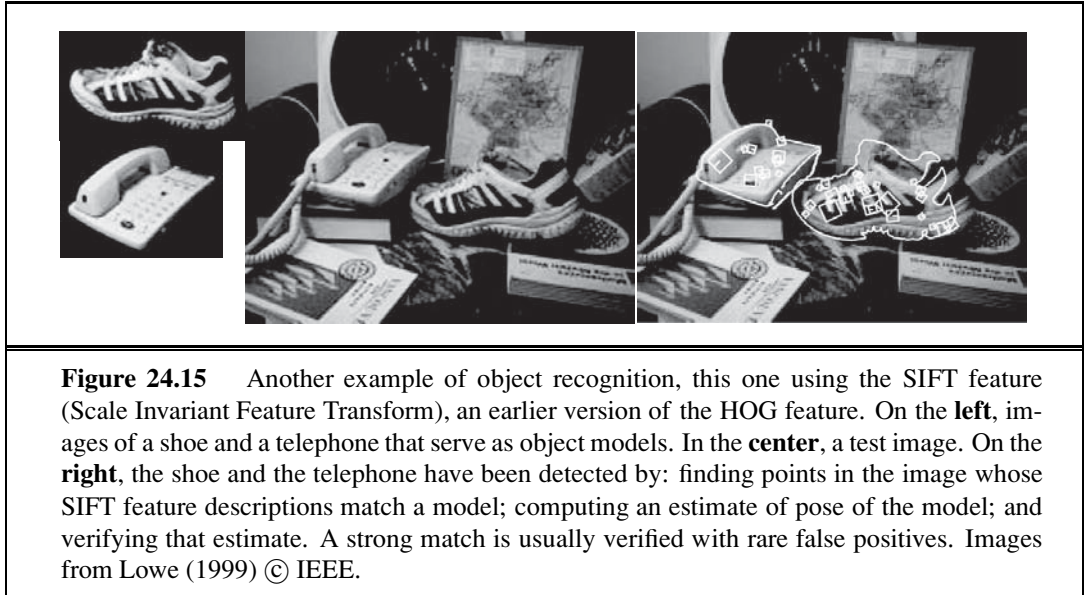 Figure 24.15 Another example of object recognition, this one using the SIFT feature
(Scale Invariant Feature Transform), an earlier version of the HOG feature. On the left, im-
ages of a shoe and a telephone that serve as object models. In the center, a test image. On the
right, the shoe and the telephone have been detected by: finding points in the image whose
SIFT feature descriptions match a model; computing an estimate of pose of the model; and
verifying that estimate. A strong match is usually verified with rare false positives. Images
from Lowe (1999) © IEEE.